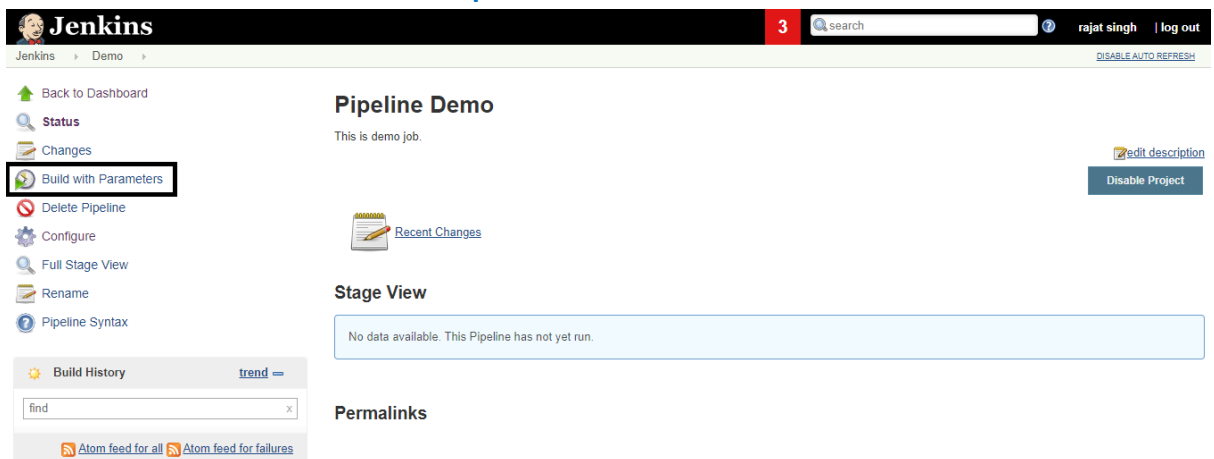 Jenkins
3 search rajat singh | log out
Jenkins Demo DISABLE AUTO REFRESH
Back to Dashboard
Status
Changes
Build with Parameters
Delete Pipeline
Configure
Full Stage View
Rename
Pipeline Syntax
Build History trend
find x
Atom feed for all Atom feed for failures
Pipeline Demo
This is demo job.
edit description
Disable Project
Recent Changes
Stage View
No data available. This Pipeline has not yet run.
Permalinks